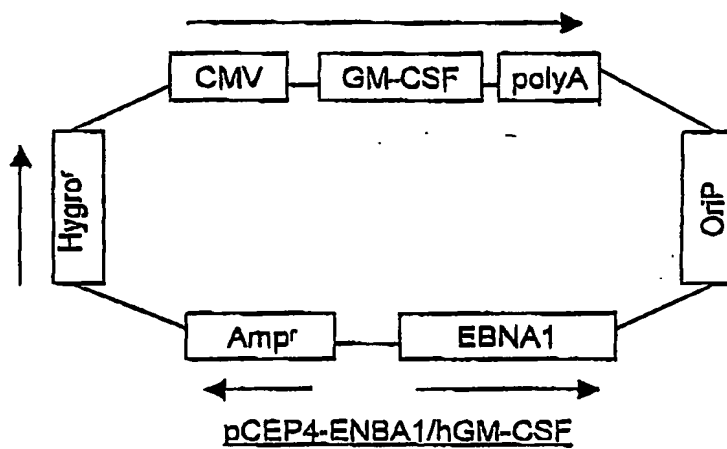 CMV GM-CSF polyA
Hygroʳ
OriP
Ampʳ EBNA1
pCEP4-ENBA1/hGM-CSF